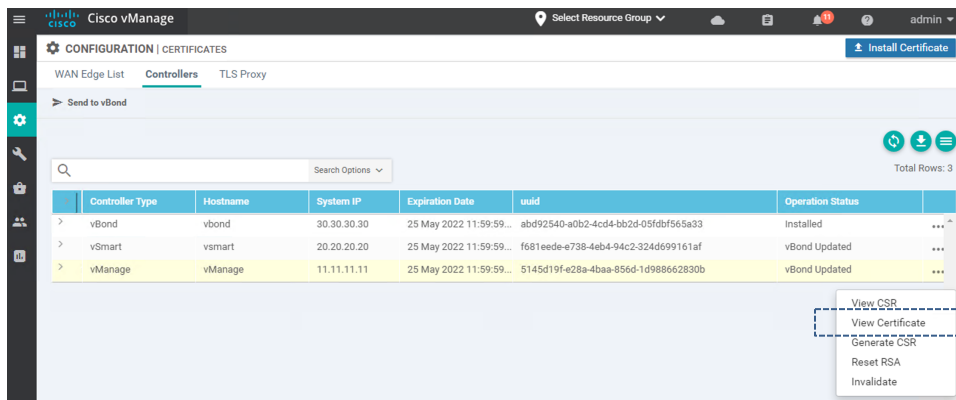 CISCO Cisco vManage Select Resource Group 11 admin
CONFIGURATION | CERTIFICATES Install Certificate
WAN Edge List Controllers TLS Proxy
Send to vBond
Search Options Total Rows: 3
Controller Type Hostname System IP Expiration Date uuid Operation Status
vBond vbond 30.30.30.30 25 May 2022 11:59:59... abd92540-a0b2-4cd4-bb2d-05fdbf565a33 Installed ...
vSmart vsmart 20.20.20.20 25 May 2022 11:59:59... f681eede-e738-4eb4-94c2-324d699161af vBond Updated ...
vManage vManage 11.11.11.11 25 May 2022 11:59:59... 5145d19f-e28a-4baa-856d-1d988662830b vBond Updated ...
View CSR
View Certificate
Generate CSR
Reset RSA
Invalidate